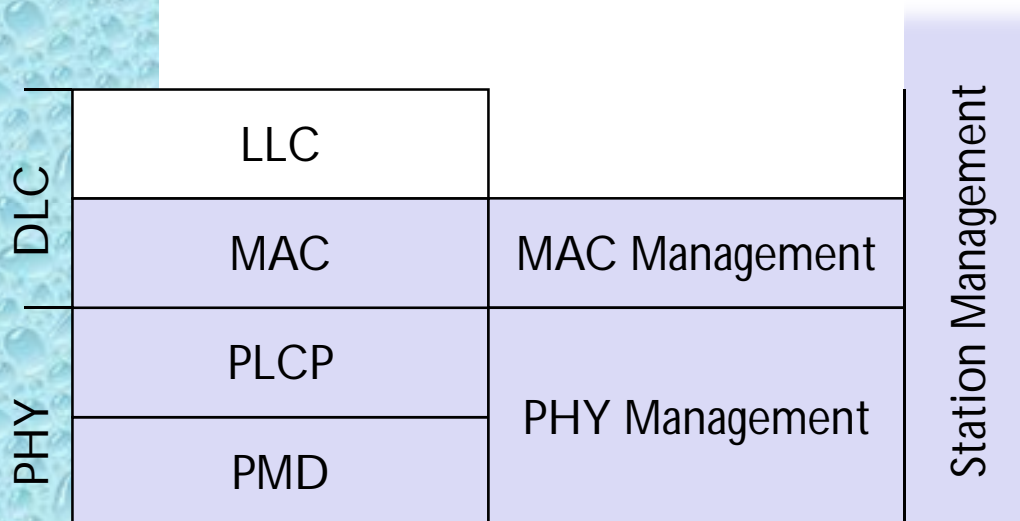 DLC
LLC
MAC
MAC Management
PHY
PLCP
PMD
PHY Management
Station Management